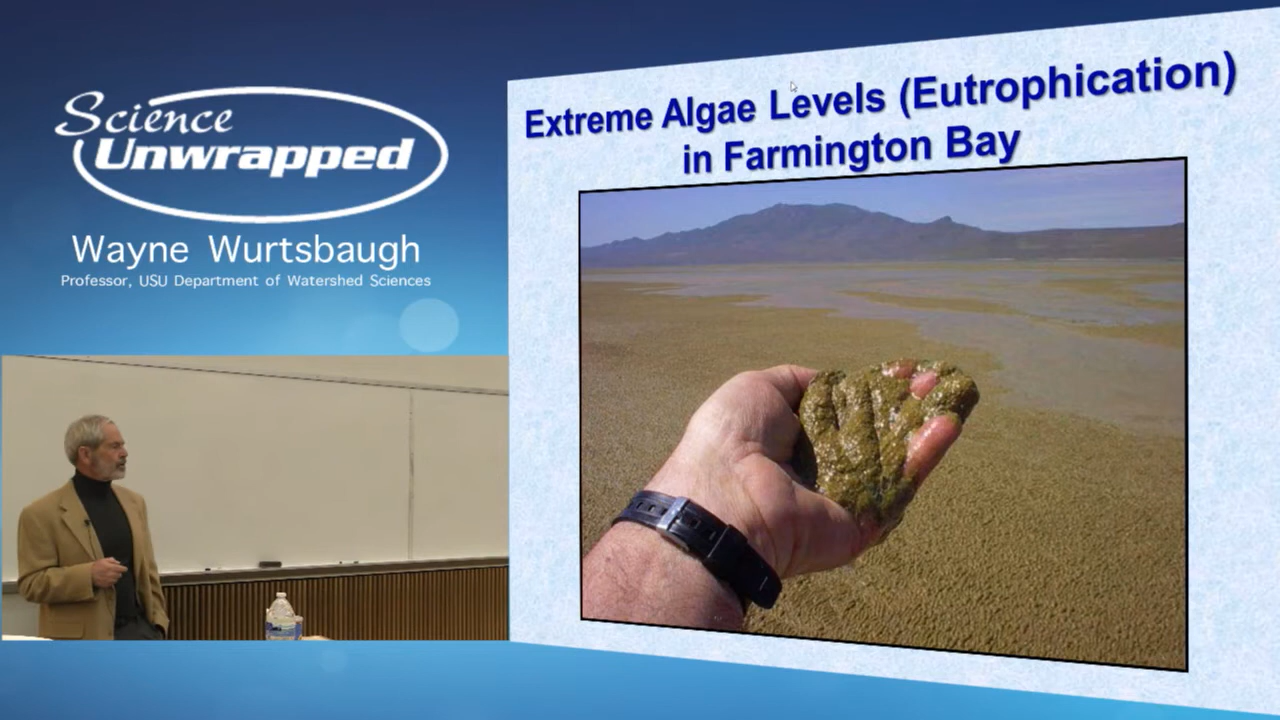 Science
Unwrapped
Wayne Wurtsbaugh
Professor, USU Department of Watershed Sciences
Extreme Algae Levels (Eutrophication)
in Farmington Bay